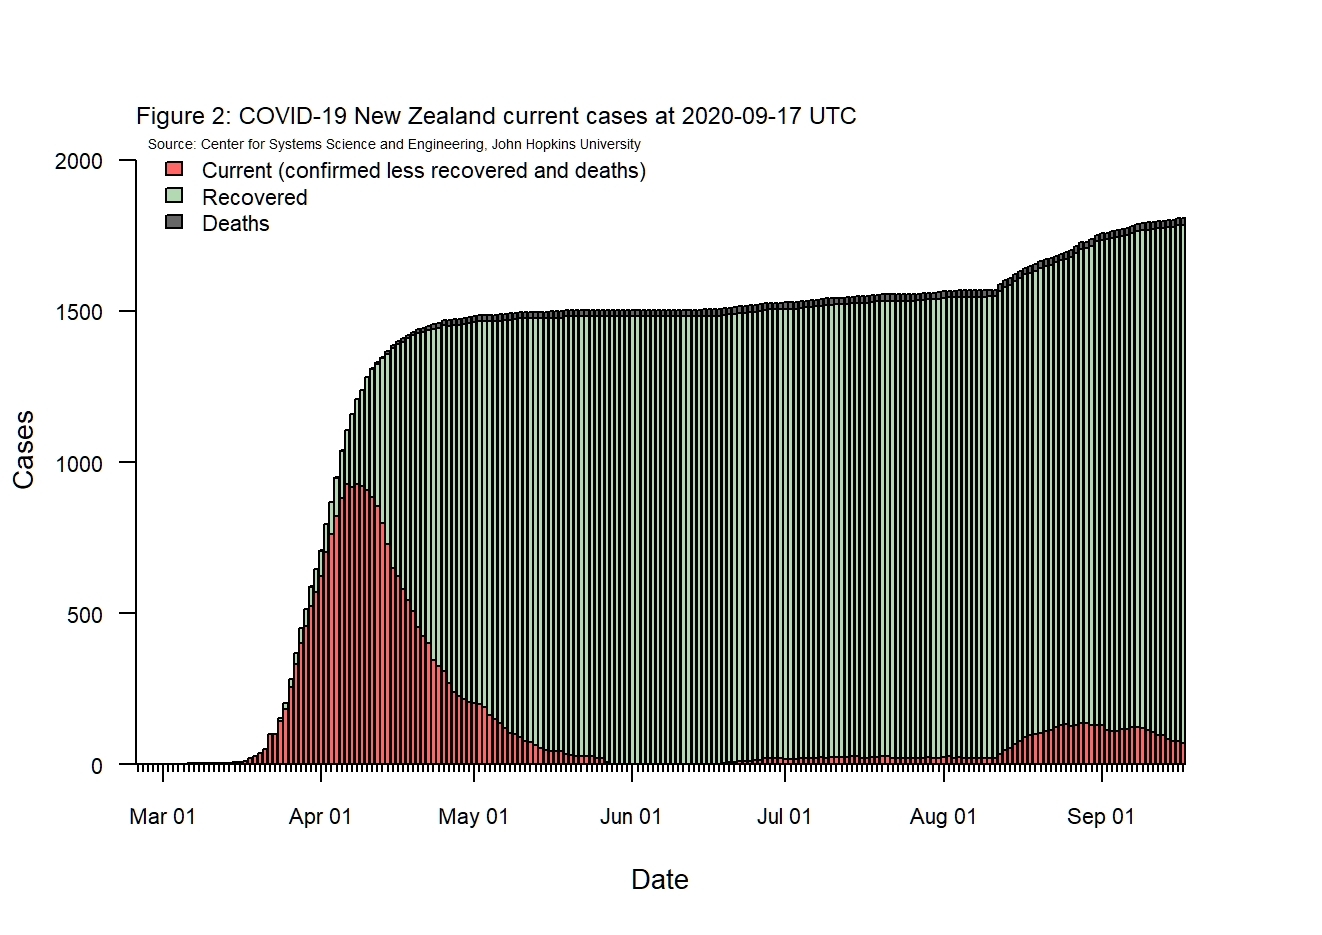 Figure 2: COVID-19 New Zealand current cases at 2020-09-17 UTC
Source: Center for Systems Science and Engineering, John Hopkins University
Current (confirmed less recovered and deaths)
Recovered
Deaths
2000
1500
1000
500
0
Cases
Mar 01 Apr 01 May 01 Jun 01 Jul 01 Aug 01 Sep 01
Date